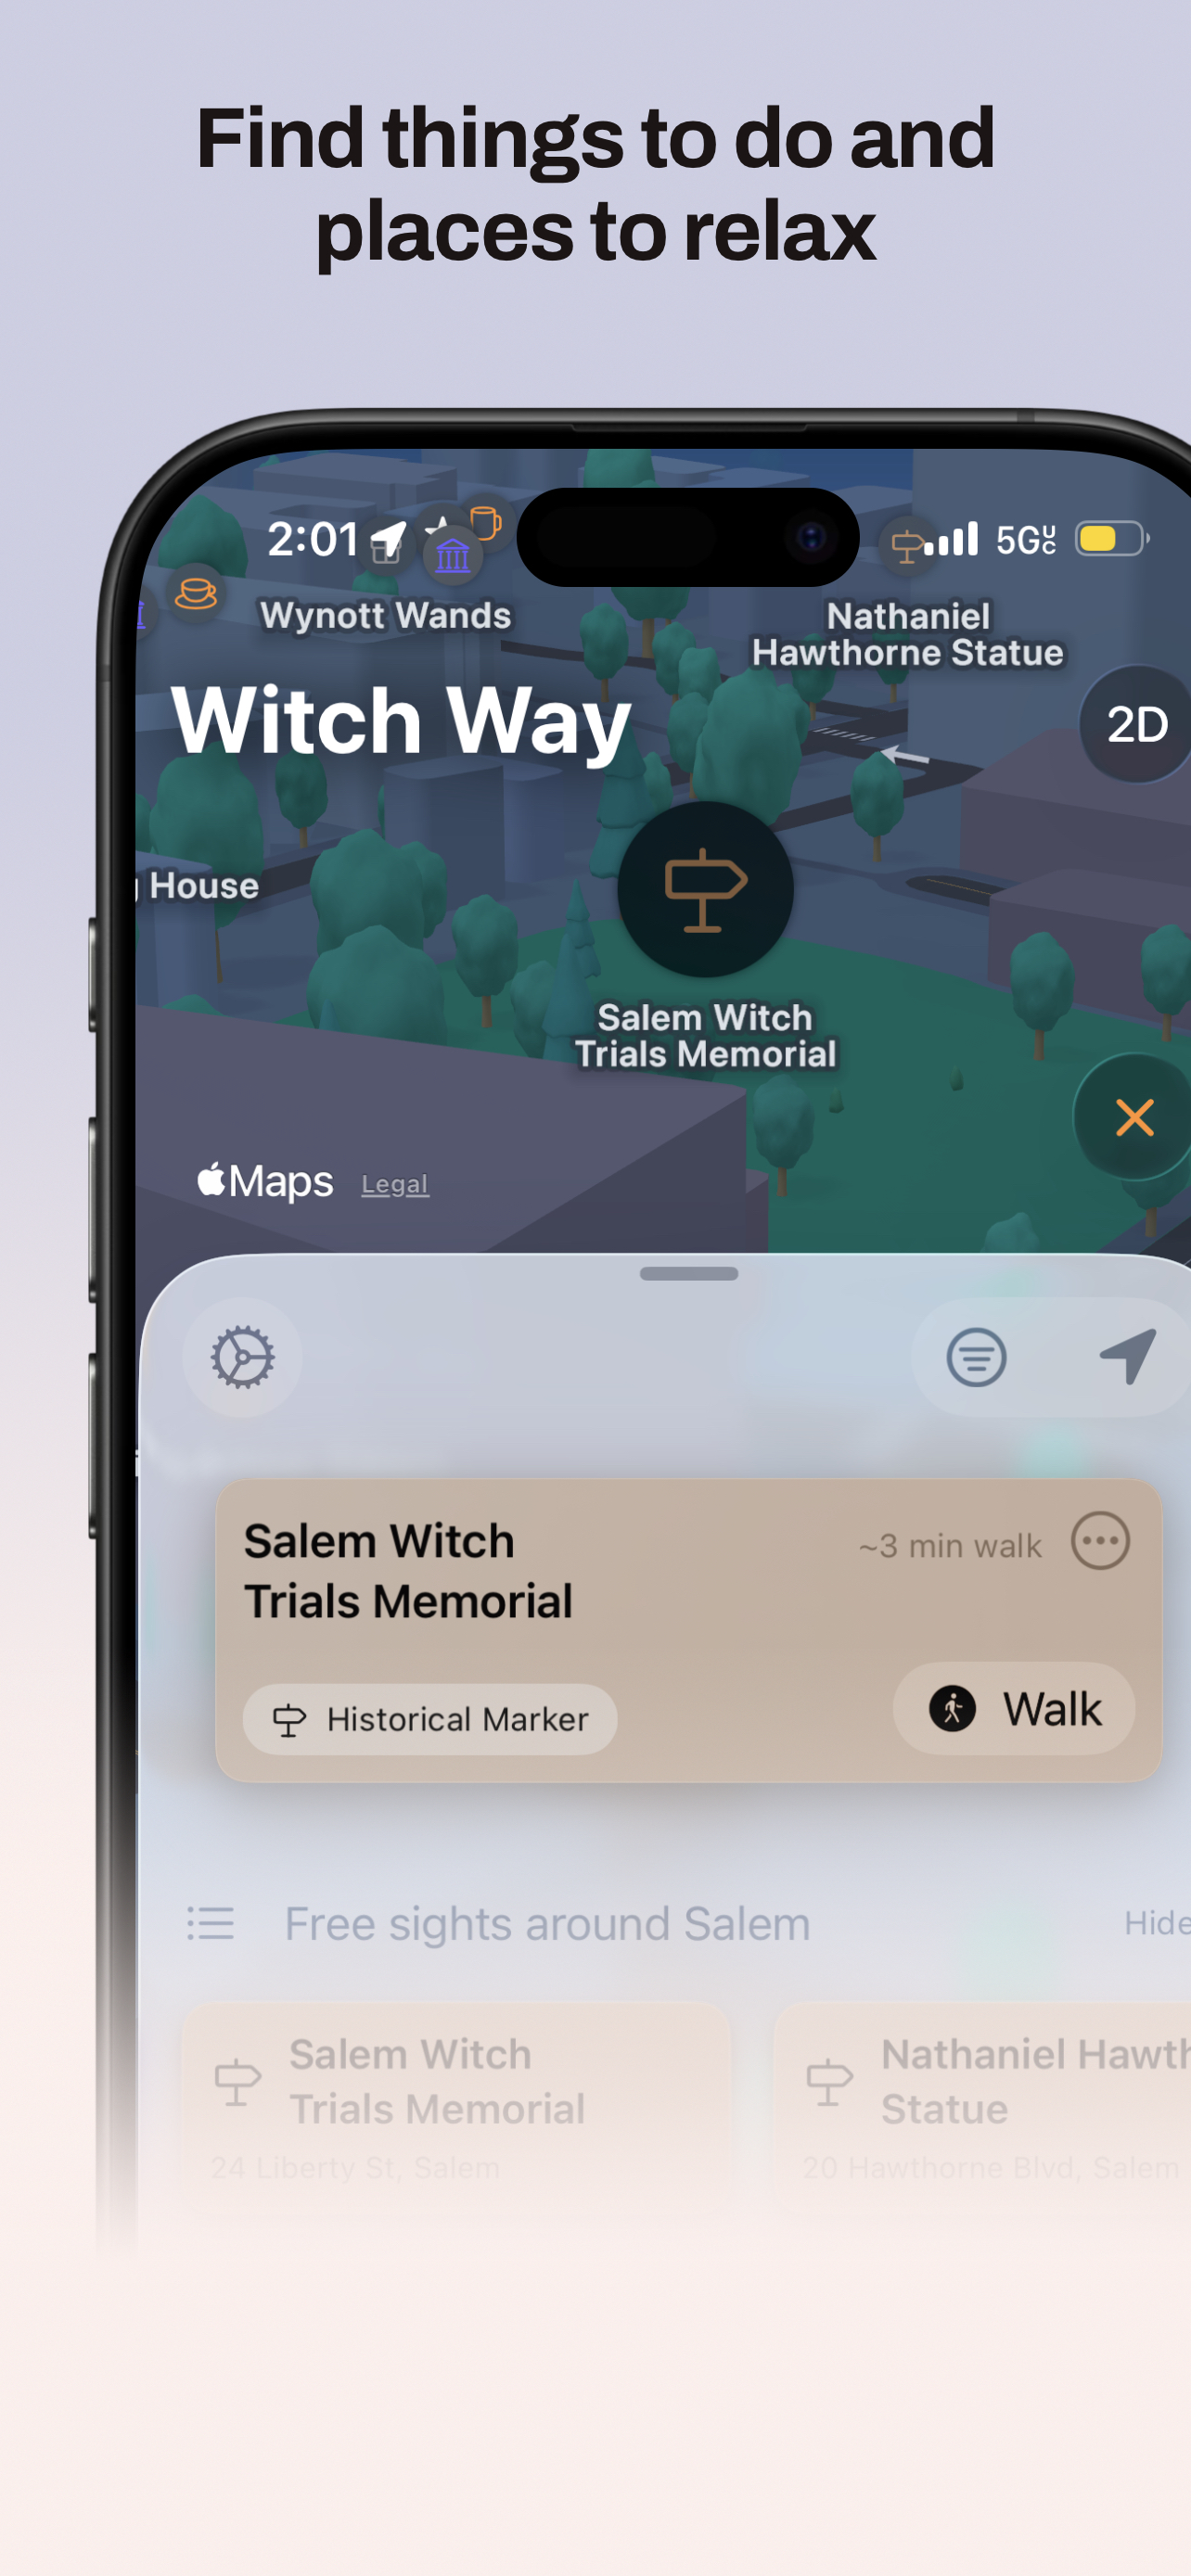 Find things to do and
places to relax
2:01
5GUC
Wynott Wands
Nathaniel
Hawthorne Statue
Witch Way
2D
House
Salem Witch
Trials Memorial
Maps Legal
Salem Witch
Trials Memorial
~3 min walk
Historical Marker
Walk
Free sights around Salem
Hide
Salem Witch
Trials Memorial
24 Liberty St, Salem
Nathaniel Hawth
Statue
20 Hawthorne Blvd, Salem